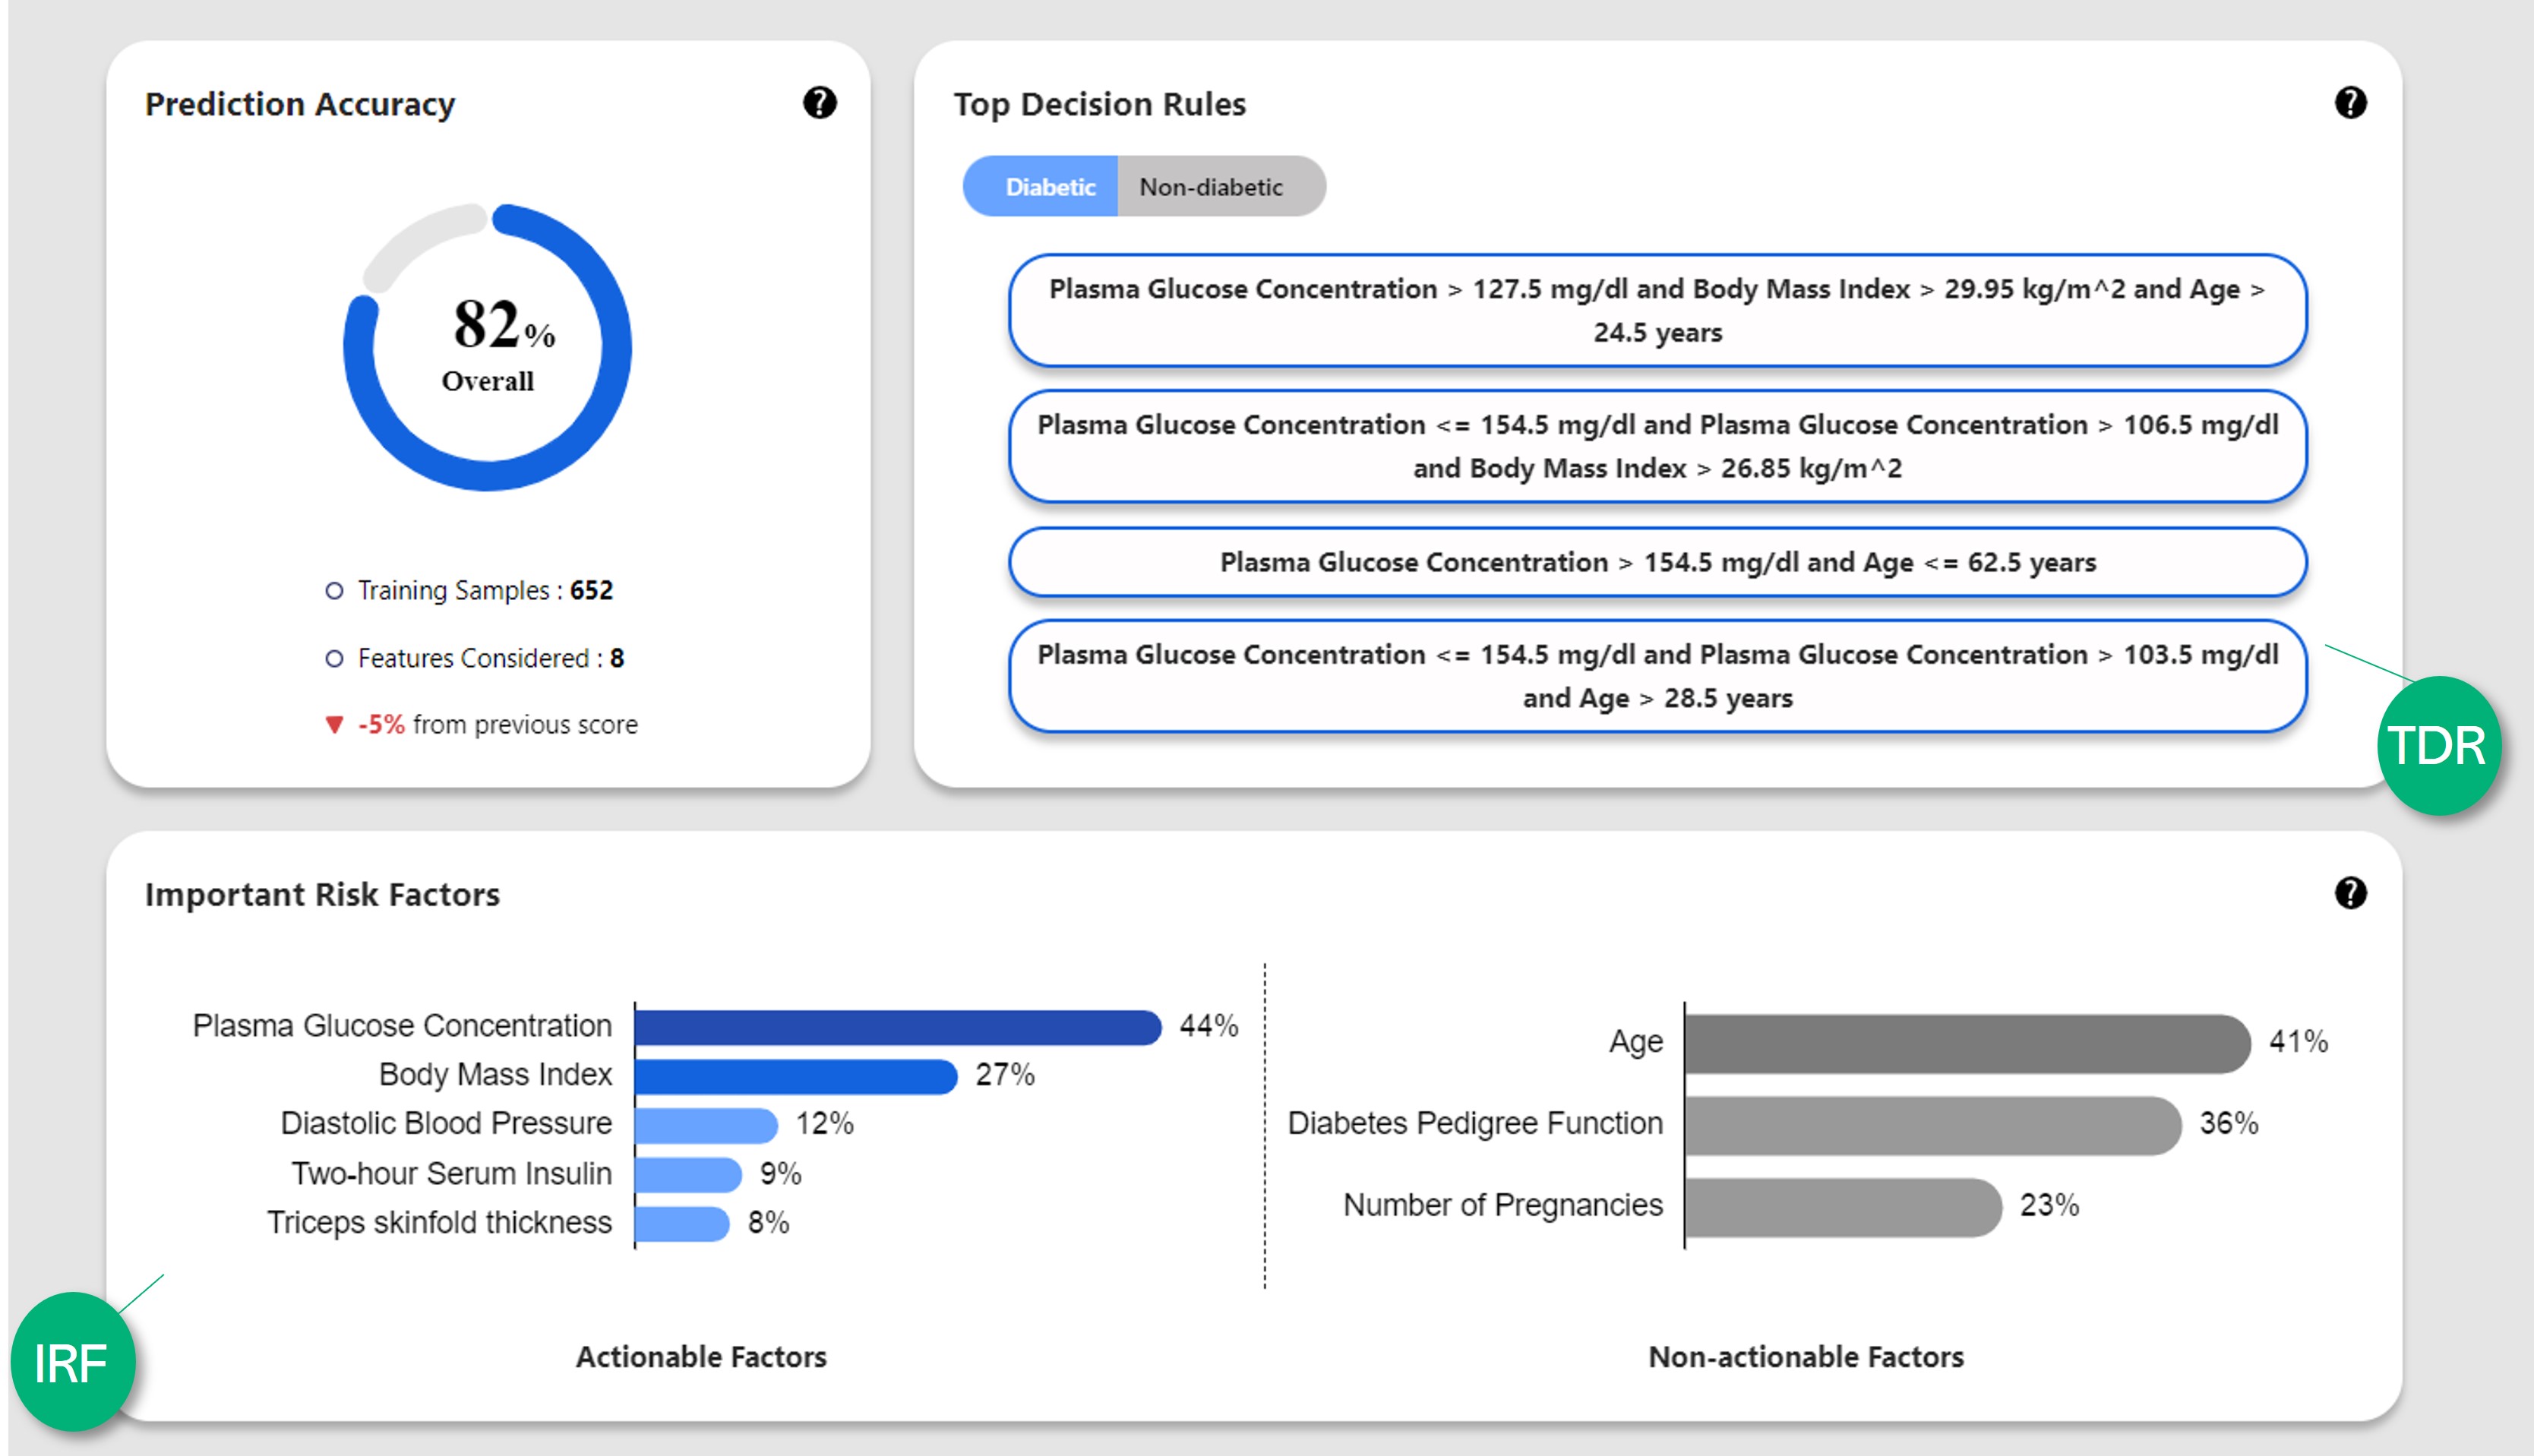 Prediction Accuracy
?
82%
Overall
Training Samples : 652
Features Considered : 8
▼ -5% from previous score
Top Decision Rules
?
Diabetic
Non-diabetic
Plasma Glucose Concentration > 127.5 mg/dl and Body Mass Index > 29.95 kg/m^2 and Age >
24.5 years
Plasma Glucose Concentration <= 154.5 mg/dl and Plasma Glucose Concentration > 106.5 mg/dl
and Body Mass Index > 26.85 kg/m^2
Plasma Glucose Concentration > 154.5 mg/dl and Age <= 62.5 years
Plasma Glucose Concentration <= 154.5 mg/dl and Plasma Glucose Concentration > 103.5 mg/dl
and Age > 28.5 years
TDR
Important Risk Factors
?
Plasma Glucose Concentration 44%
Body Mass Index 27%
Diastolic Blood Pressure 12%
Two-hour Serum Insulin 9%
Triceps skinfold thickness 8%
Actionable Factors
Age 41%
Diabetes Pedigree Function 36%
Number of Pregnancies 23%
Non-actionable Factors
IRF